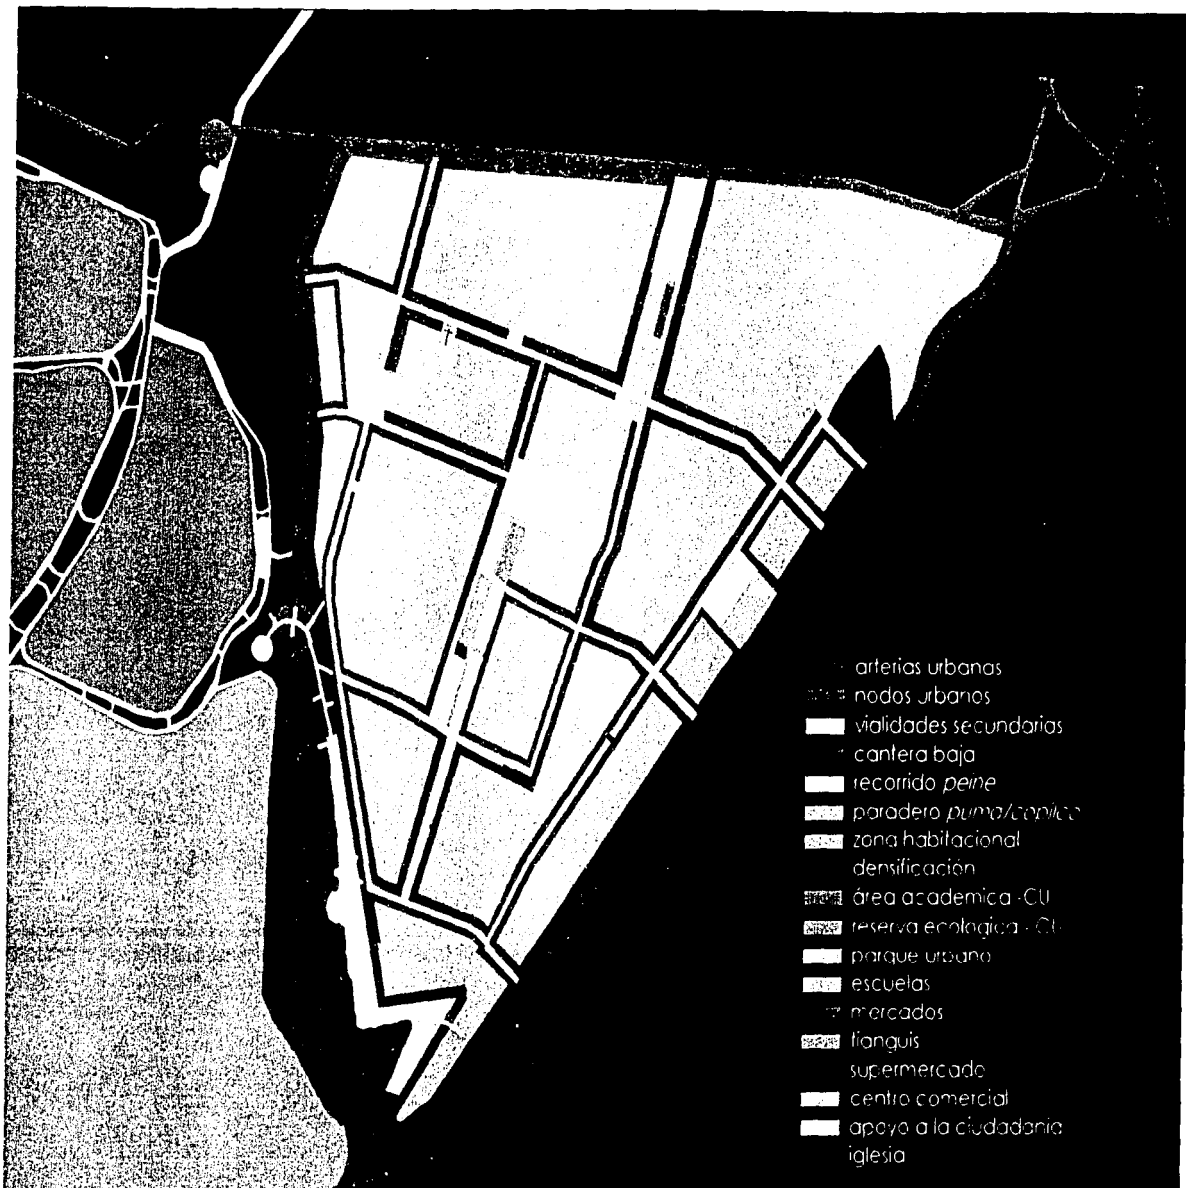 arterias urbanas
nodos urbanos
vialidades secundarias
cantera baja
recorrido peine
paradero puma/copilco
zona habitacional
densificación
área academica -CU
reserva ecologica - CU
parque urbano
escuelas
mercados
tianguis
supermercado
centro comercial
apoyo a la ciudadania
iglesia